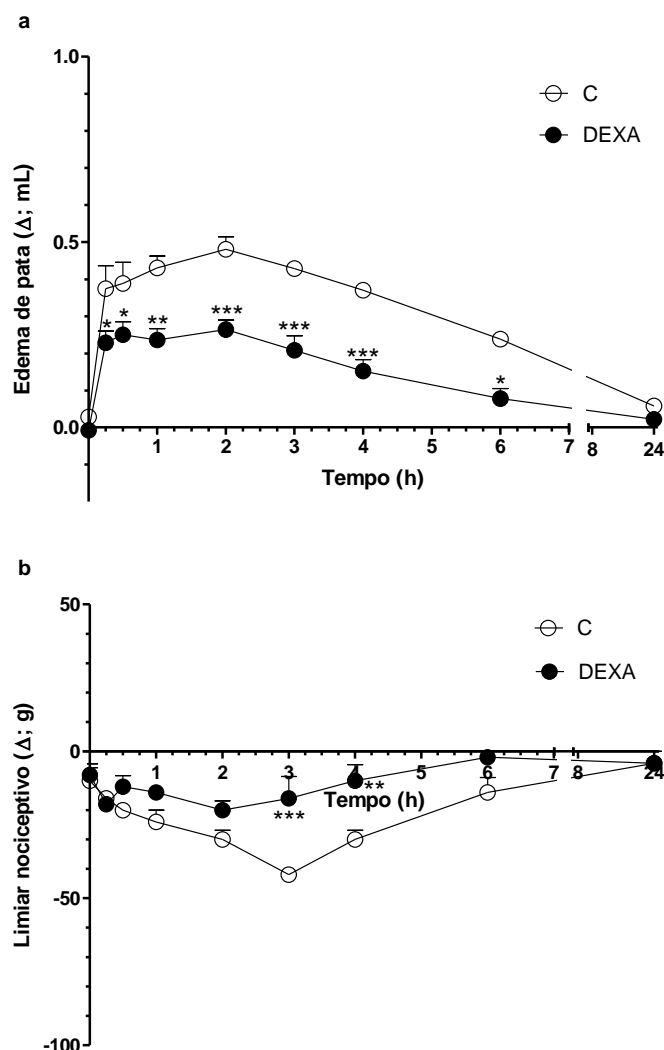 a
1.0
C
DEXA
Edema de pata (Δ; mL)
0.5
* * ** *** *** *** *
0.0
1 2 3 4 5 6 7 8 24
Tempo (h)
b
50
C
DEXA
Limiar nociceptivo (Δ; g)
0
1 2 3 4 5 6 7 8 24
Tempo (h)
*** **
-50
-100